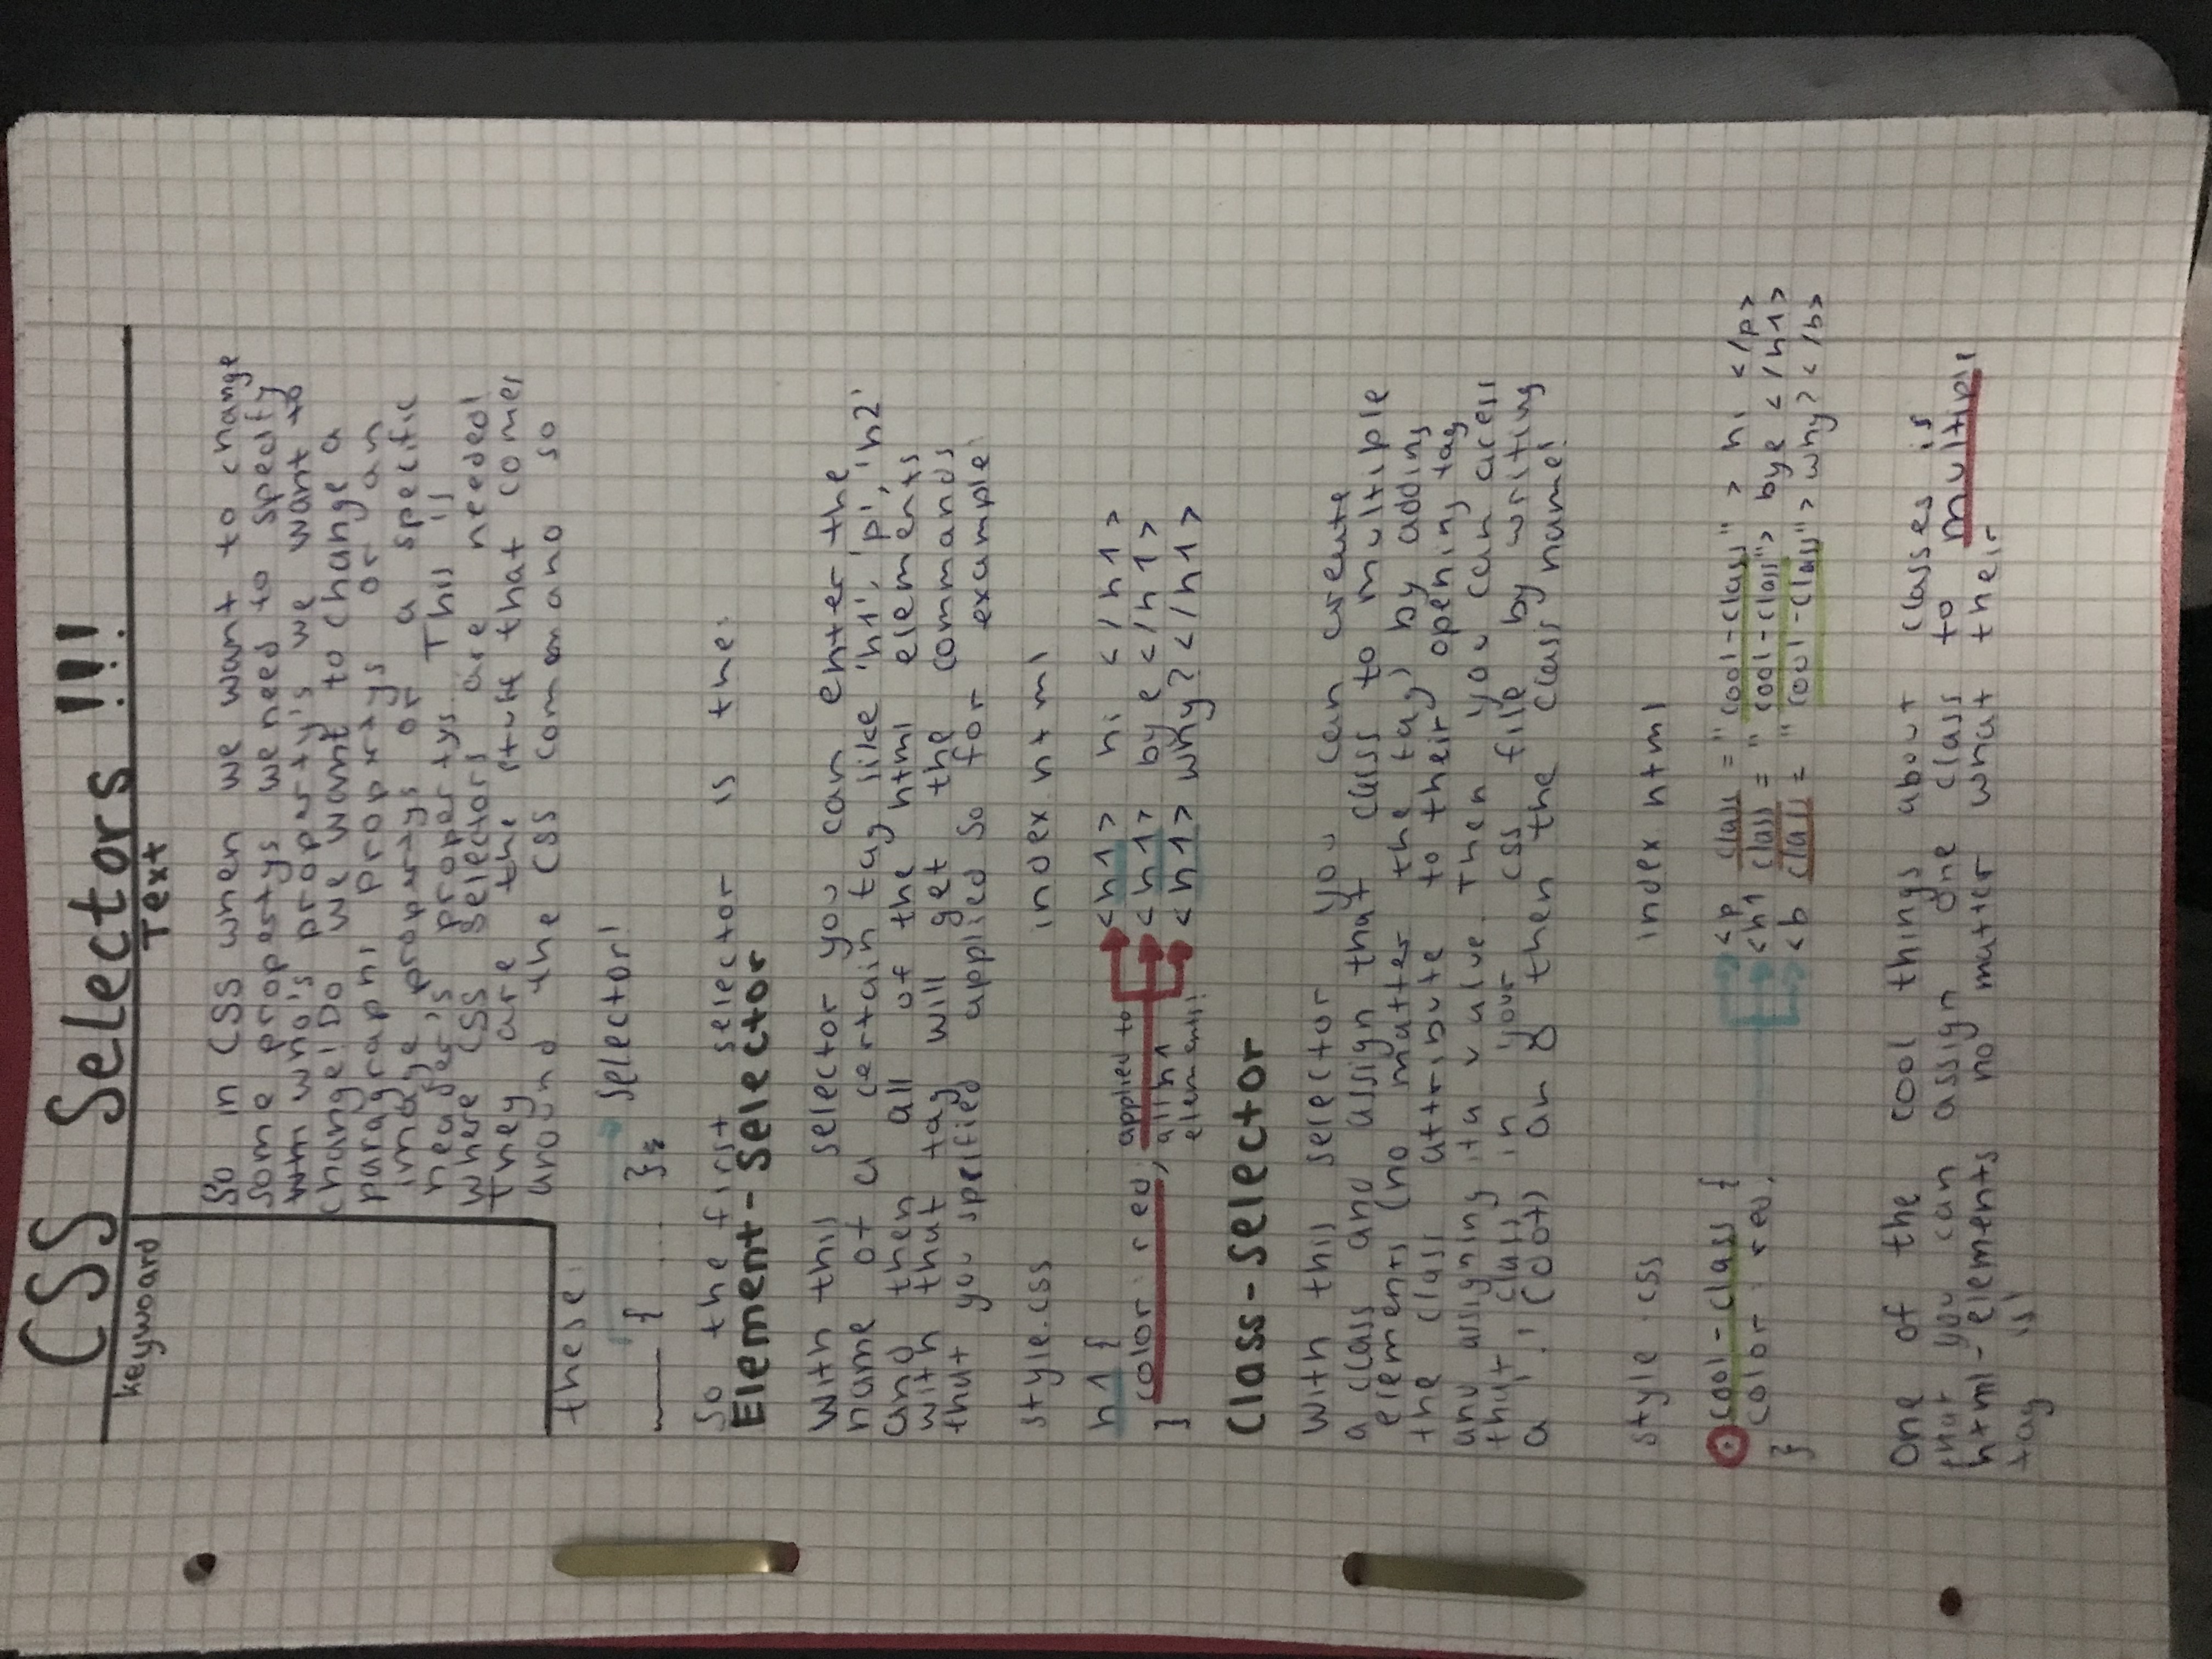 CSS Selectors !!!
keywoard
Text
So in CSS when we want to change
some propertys we need to specify
who's property's we want to
change! Do we want to change a
paragraphs Propertys or an
image propertys or a specific
header's propertys. This is
where CSS selectors are needed!
They are the stuff that comes
around the CSS command so
these:
selector!
____ { ... };
So the first selector is the:
Element-Selector
With this selector you can enter the
name of a certain tag like 'h1', 'p', 'h2'
and then all of the html elements
with that tag will get the commands
that you specified applied So for example:
style.css index.html
h1 { <h1> hi </h1>
color: red; applied to <h1> bye </h1>
} all h1 <h1> why? </h1>
elements!
Class-Selector
With this selector you can create
a class and assign that calss to multiple
elements (no matter the tag) by adding
the class attribute to their opening tag
and assigning it a value. Then you can acess
that class in your css file by writing
a '.' (dot) and then the class name!
style.css index.html
.cool-class { <p class = "cool-class" > hi </p>
color: red; <h1 class = "cool-class"> bye </h1>
} <b class = "cool-class"> why? </b>
One of the cool things about classes is
that you can assign one class to multiple
html-elements no matter what their
tag is!